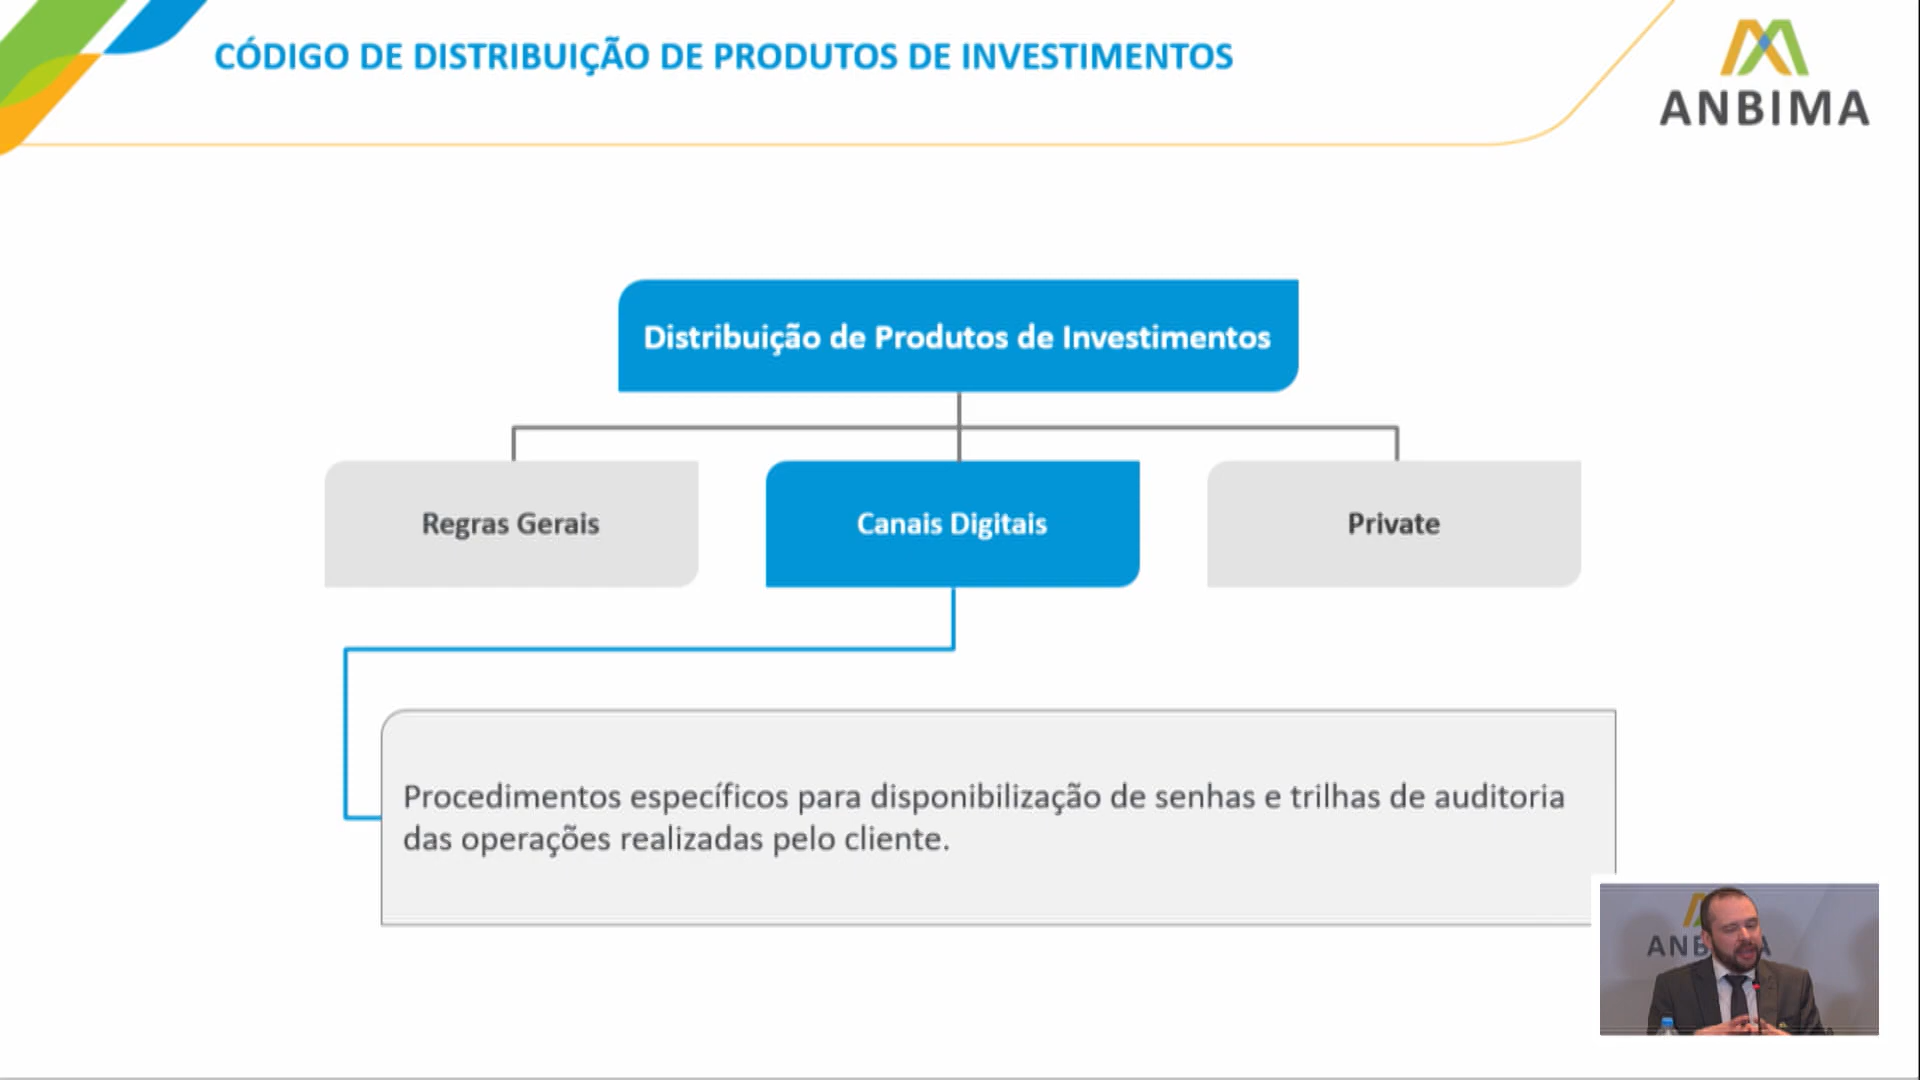 CÓDIGO DE DISTRIBUIÇÃO DE PRODUTOS DE INVESTIMENTOS
ANBIMA
Distribuição de Produtos de Investimentos
Regras Gerais
Canais Digitais
Private
Procedimentos específicos para disponibilização de senhas e trilhas de auditoria
das operações realizadas pelo cliente.
ANB A